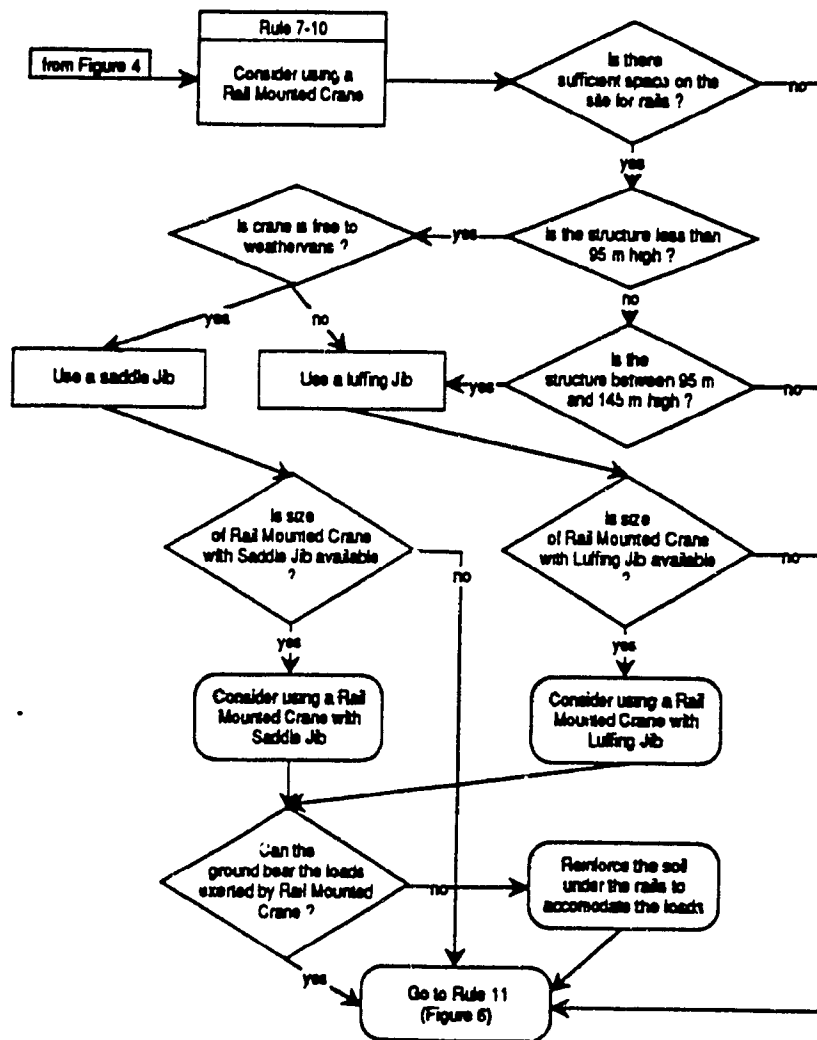 Rule 7-10
from Figure 4
Consider using a
Rail Mounted Crane
Is there
sufficient space on the
site for rails ?
no
yes
Is crane is free to
weathervans ?
yes
Is the structure less than
95 m high ?
yes
no
no
Use a saddle Jib
Use a luffing Jib
yes
Is the
structure between 95 m
and 145 m high ?
no
Is size
of Rail Mounted Crane
with Saddle Jib available
?
no
Is size
of Rail Mounted Crane
with Luffing Jib available
?
no
yes
yes
Consider using a Rail
Mounted Crane with
Saddle Jib
Consider using a Rail
Mounted Crane with
Luffing Jib
Can the
ground bear the loads
exerted by Rail Mounted
Crane ?
no
Reinforce the soil
under the rails to
accomodate the loads
yes
Go to Rule 11
(Figure 6)